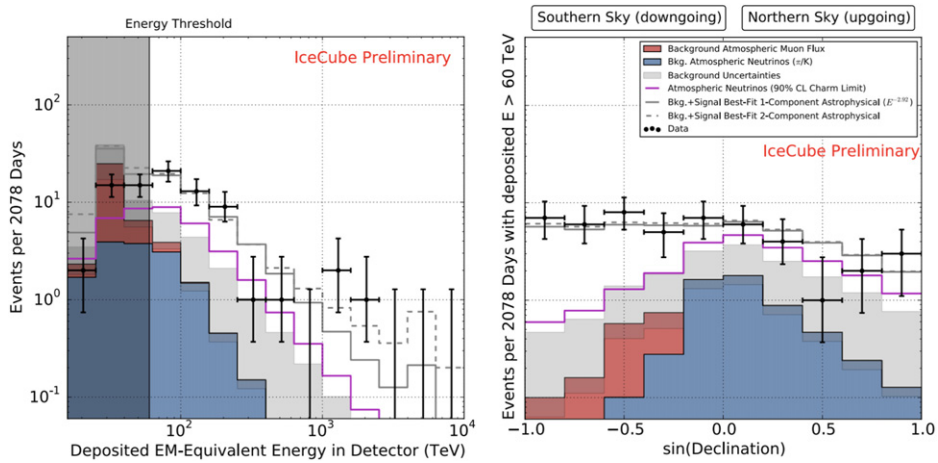 Energy Threshold
IceCube Preliminary
Events per 2078 Days
10²
10¹
10⁰
10⁻¹
10²
10³
10⁴
Deposited EM-Equivalent Energy in Detector (TeV)
Southern Sky (downgoing)
Northern Sky (upgoing)
Background Atmospheric Muon Flux
Bkg. Atmospheric Neutrinos (π/K)
Background Uncertainties
Atmospheric Neutrinos (90% CL Charm Limit)
Bkg.+Signal Best-Fit 1-Component Astrophysical (E⁻²·⁹²)
Bkg.+Signal Best-Fit 2-Component Astrophysical
Data
IceCube Preliminary
Events per 2078 Days with deposited E > 60 TeV
−1.0
−0.5
0.0
0.5
1.0
sin(Declination)